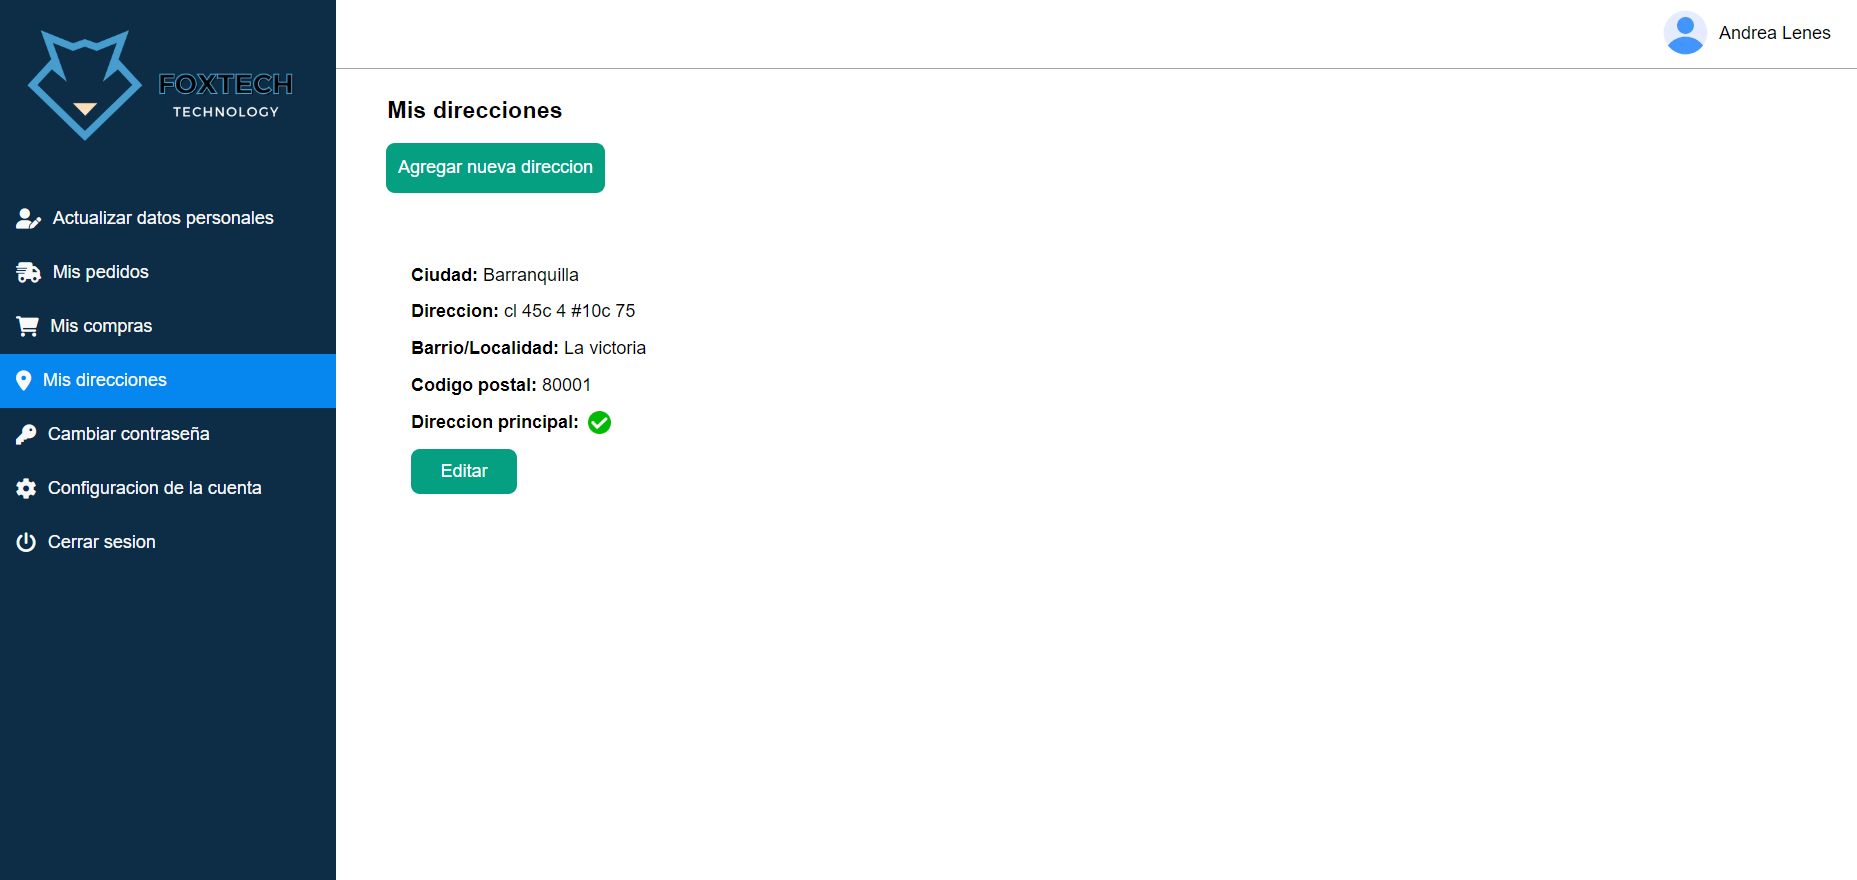 FOXTECH
TECHNOLOGY
Actualizar datos personales
Mis pedidos
Mis compras
Mis direcciones
Cambiar contraseña
Configuracion de la cuenta
Cerrar sesion
Andrea Lenes
Mis direcciones
Agregar nueva direccion
Ciudad: Barranquilla
Direccion: cl 45c 4 #10c 75
Barrio/Localidad: La victoria
Codigo postal: 80001
Direccion principal:
Editar